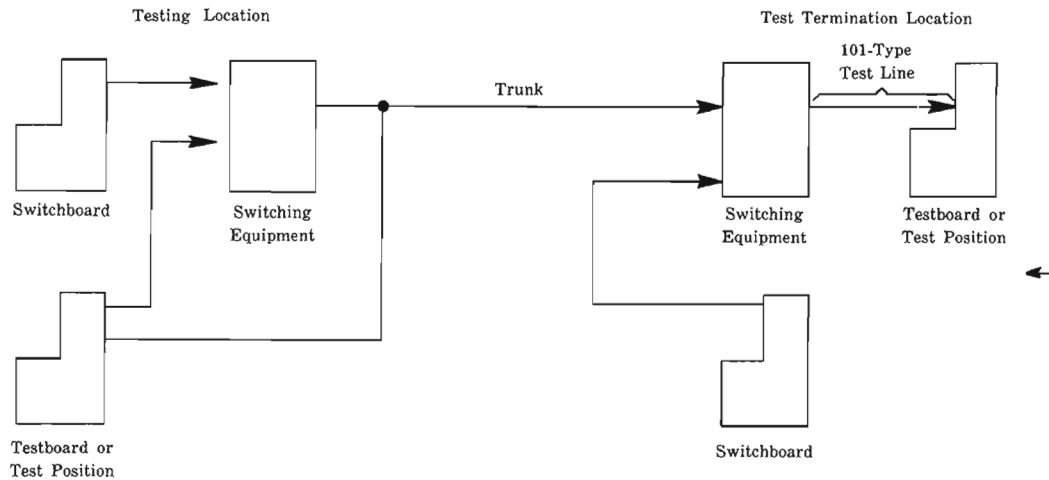 Testing Location
Test Termination Location
101-Type
Test Line
Trunk
Switchboard
Switching
Equipment
Switching
Equipment
Testboard or
Test Position
Testboard or
Test Position
Switchboard